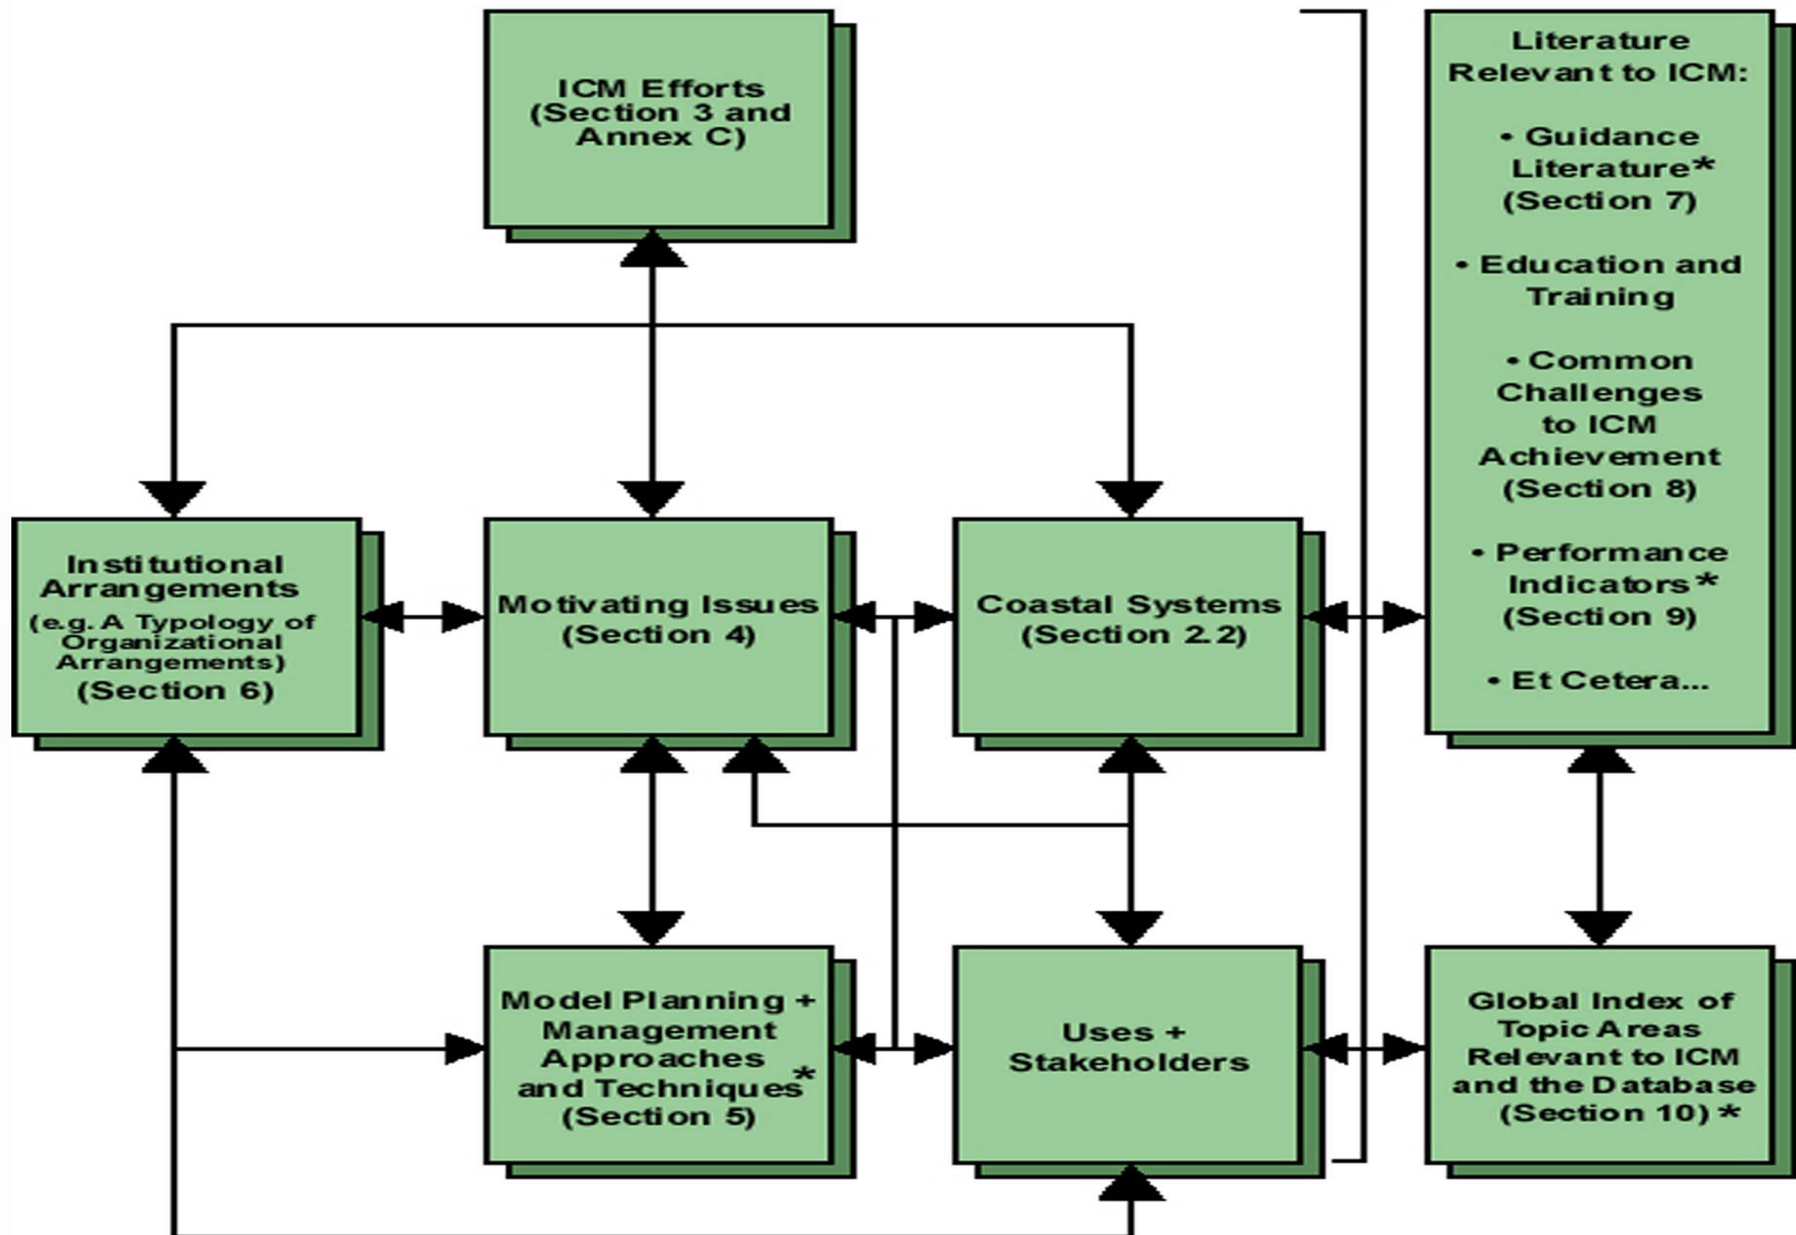 ICM Efforts
(Section 3 and
Annex C)
Literature
Relevant to ICM:
• Guidance
Literature*
(Section 7)
• Education and
Training
• Common
Challenges
to ICM
Achievement
(Section 8)
• Performance
Indicators*
(Section 9)
• Et Cetera...
Institutional
Arrangements
(e.g. A Typology of
Organizational
Arrangements)
(Section 6)
Motivating Issues
(Section 4)
Coastal Systems
(Section 2.2)
Model Planning +
Management
Approaches
and Techniques*
(Section 5)
Uses +
Stakeholders
Global Index of
Topic Areas
Relevant to ICM
and the Database
(Section 10)*